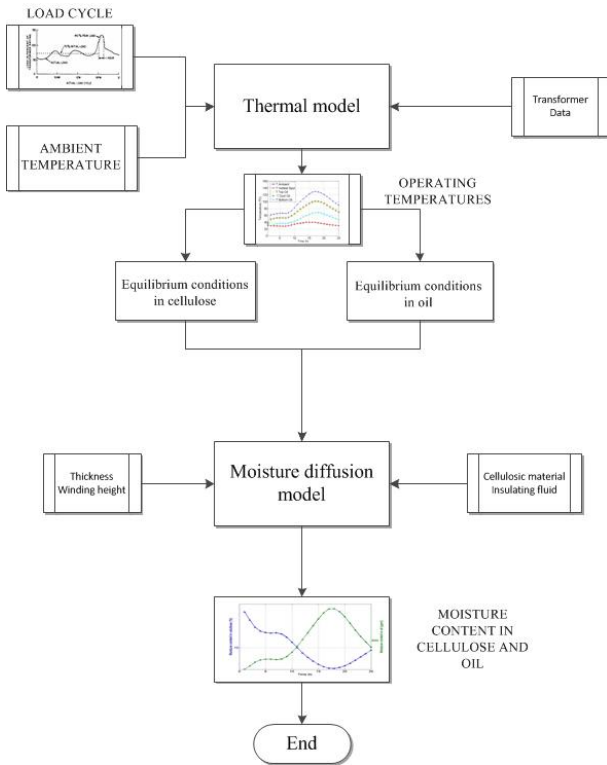 LOAD CYCLE
AMBIENT
TEMPERATURE
Thermal model
Transformer
Data
OPERATING
TEMPERATURES
Equilibrium conditions
in cellulose
Equilibrium conditions
in oil
Thickness
Winding height
Moisture diffusion
model
Cellulosic material
Insulating fluid
MOISTURE
CONTENT IN
CELLULOSE AND
OIL
End